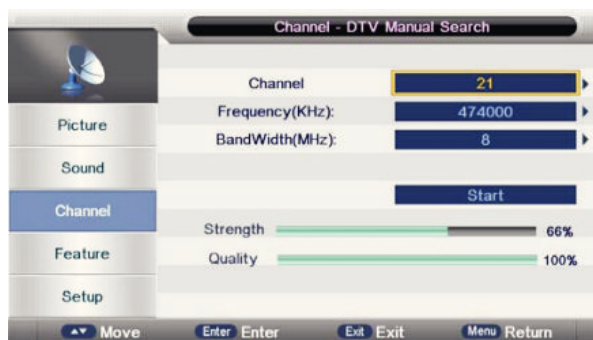 Channel - DTV Manual Search
Channel 21
Frequency(KHz): 474000
BandWidth(MHz): 8
Start
Strength 66%
Quality 100%
Picture
Sound
Channel
Feature
Setup
Move Enter Enter Exit Exit Menu Return